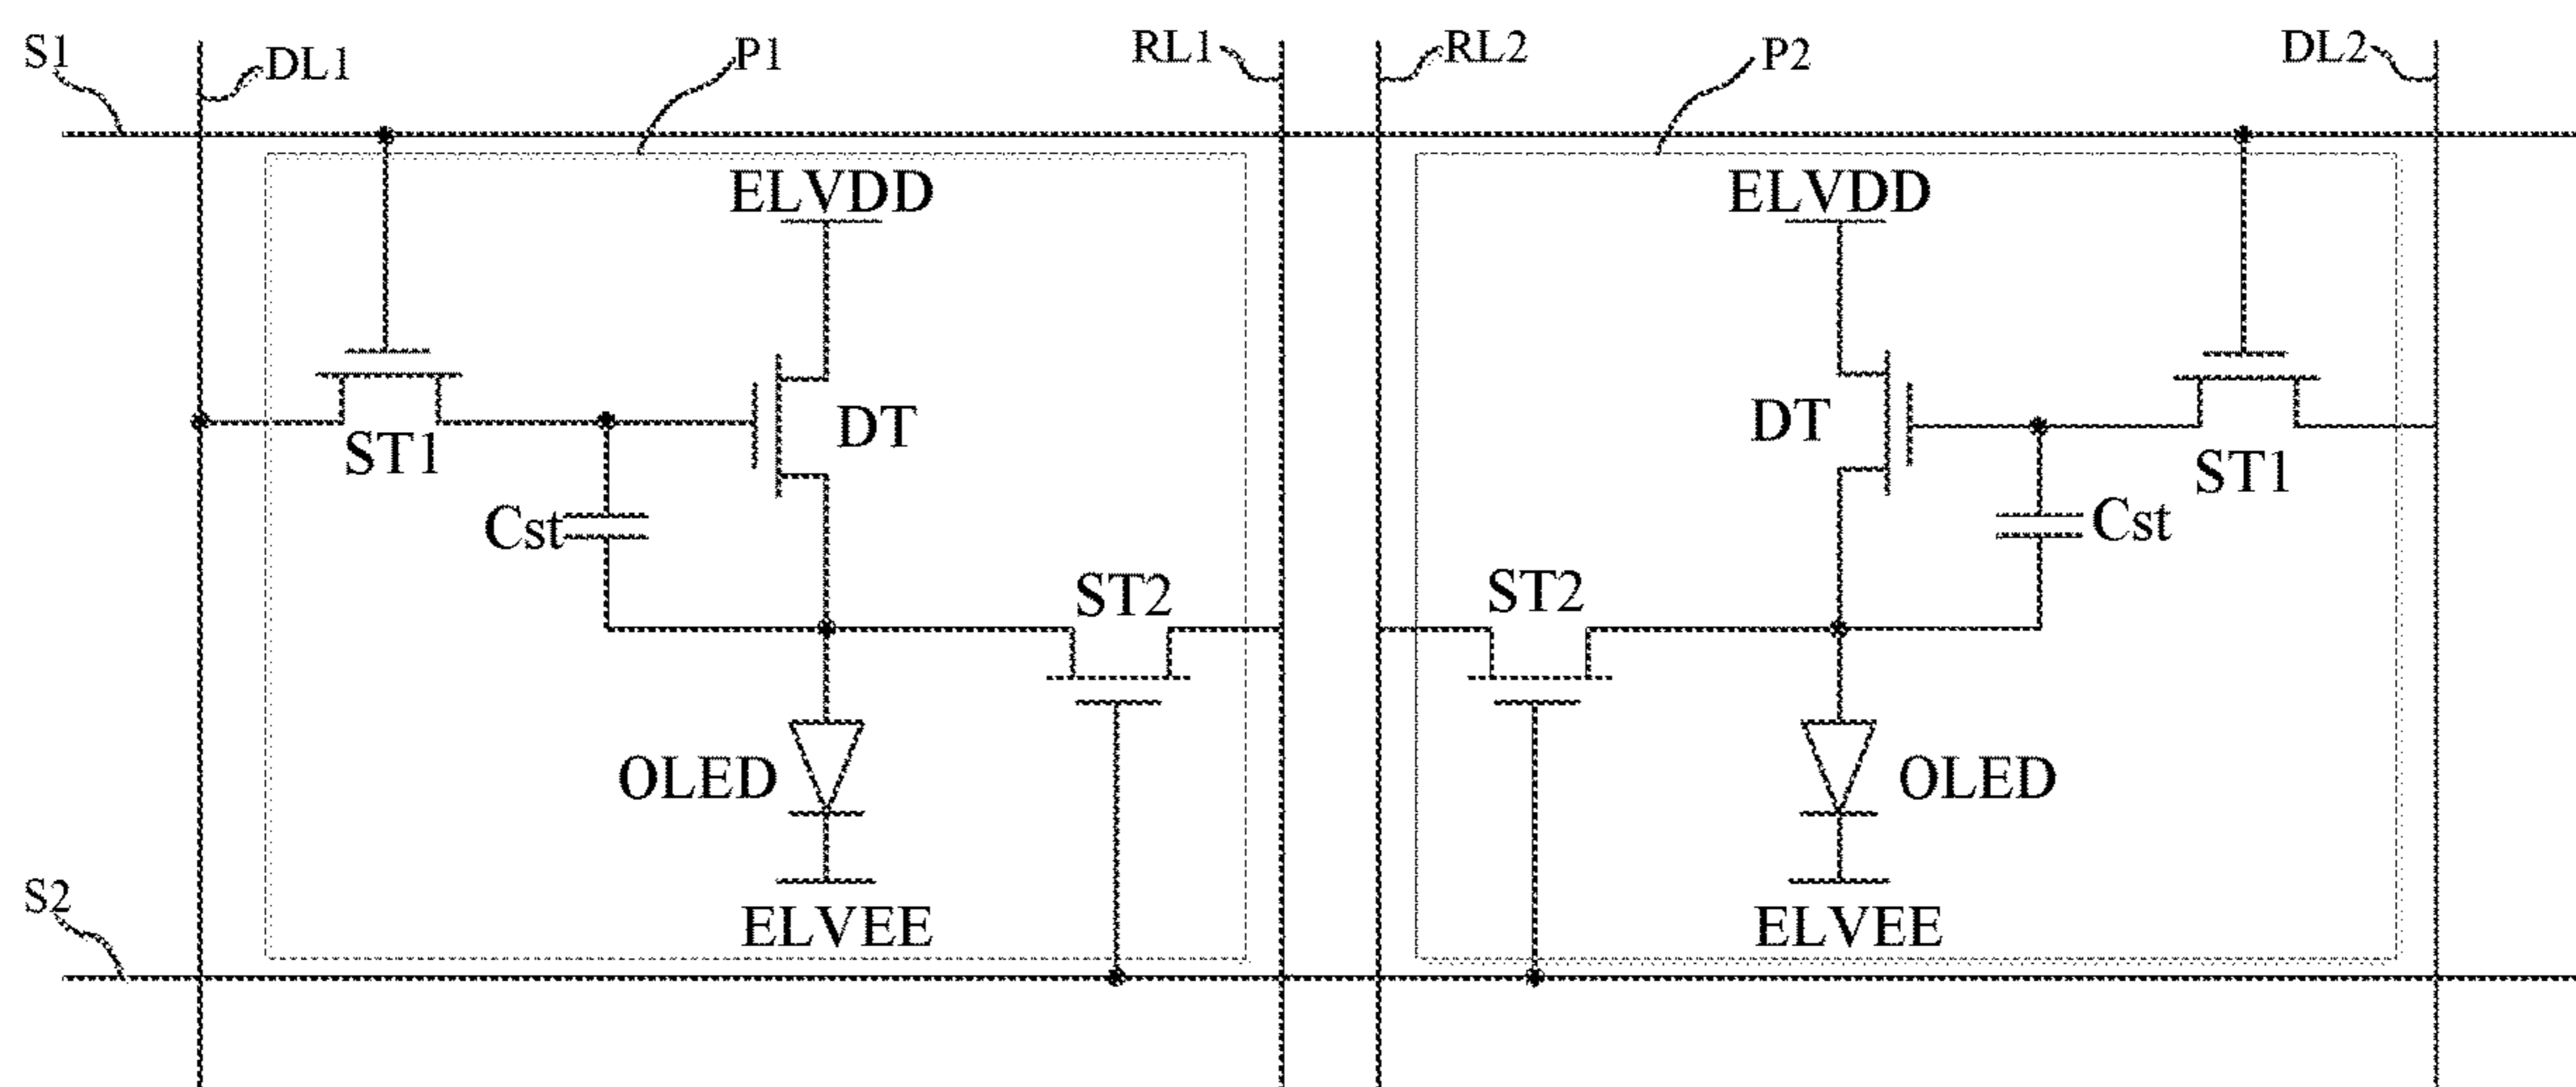 S1
DL1
P1
RL1
RL2
P2
DL2
ELVDD
ELVDD
DT
DT
ST1
ST1
Cst
Cst
ST2
ST2
OLED
OLED
S2
ELVEE
ELVEE